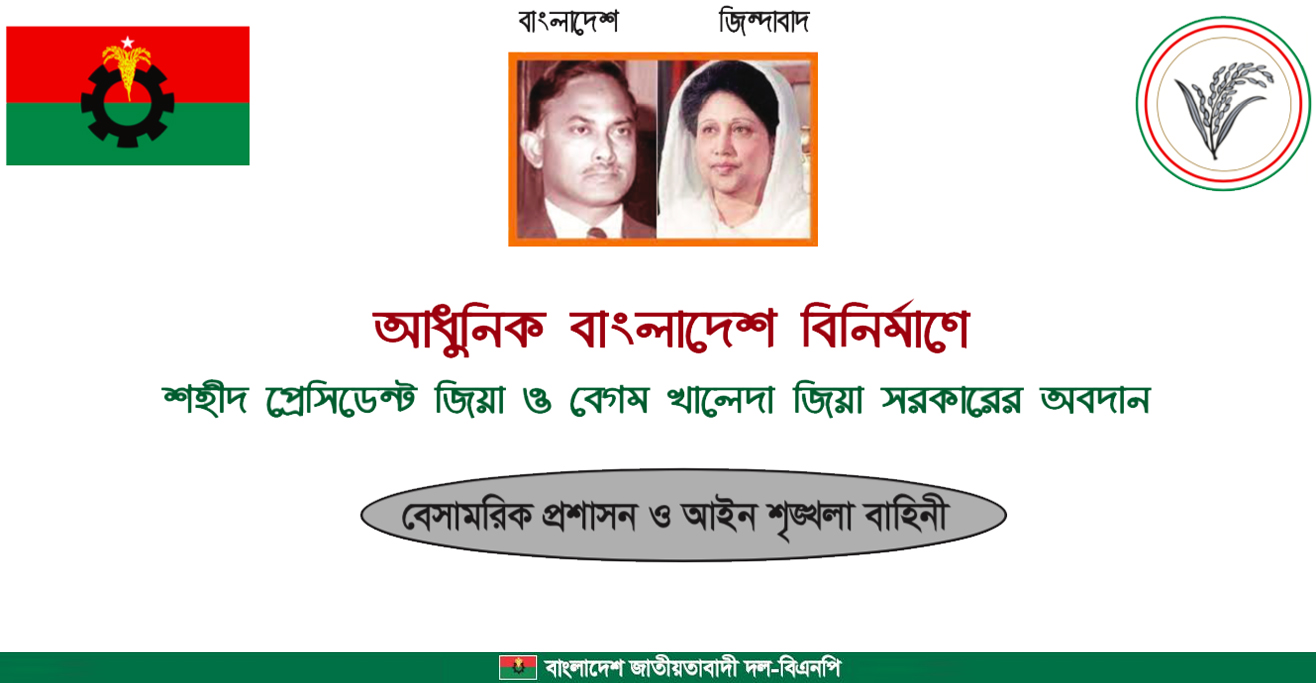 বাংলাদেশ জিন্দাবাদ
আধুনিক বাংলাদেশ বিনির্মাণে
শহীদ প্রেসিডেন্ট জিয়া ও বেগম খালেদা জিয়া সরকারের অবদান
বেসামরিক প্রশাসন ও আইন শৃঙ্খলা বাহিনী
বাংলাদেশ জাতীয়তাবাদী দল-বিএনপি